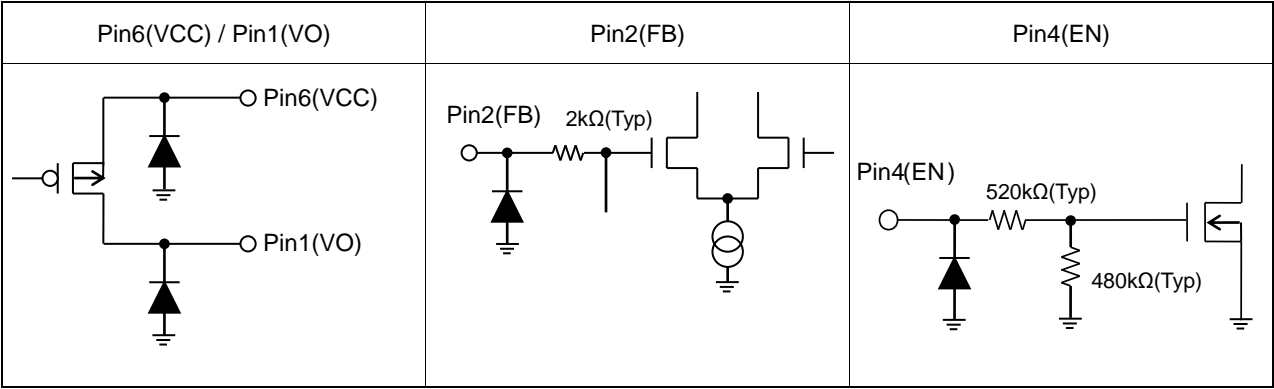 Pin6(VCC) / Pin1(VO)
Pin2(FB)
Pin4(EN)
Pin6(VCC)
Pin1(VO)
Pin2(FB)
2kΩ(Typ)
Pin4(EN)
520kΩ(Typ)
480kΩ(Typ)